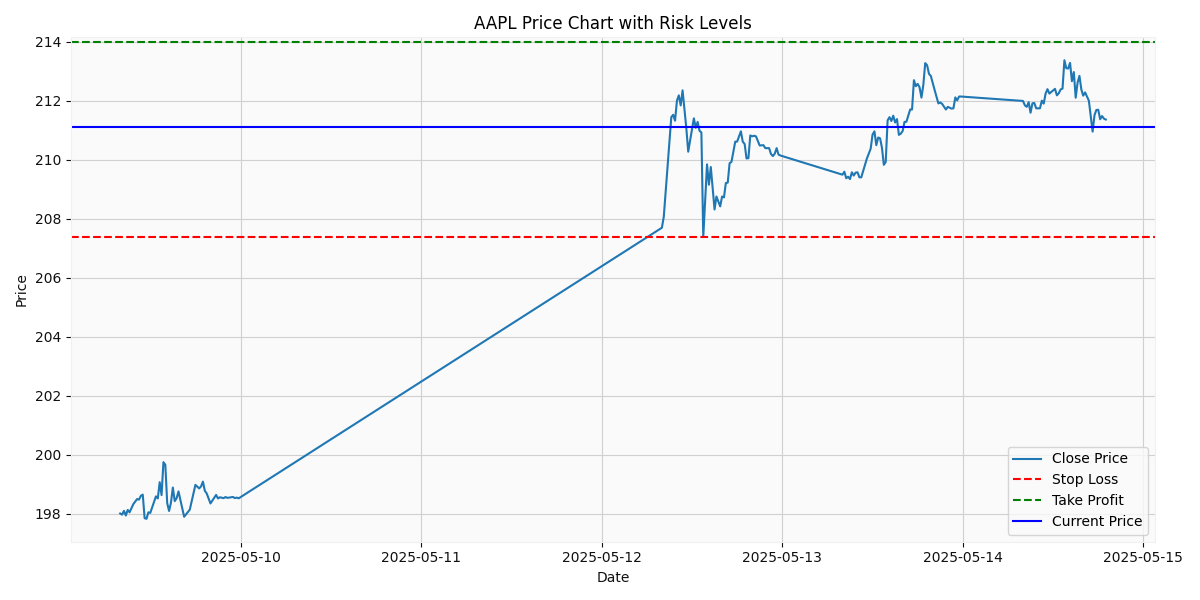 AAPL Price Chart with Risk Levels
214
212
210
208
206
204
202
200
198
Price
2025-05-10
2025-05-11
2025-05-12
2025-05-13
2025-05-14
2025-05-15
Date
Close Price
Stop Loss
Take Profit
Current Price